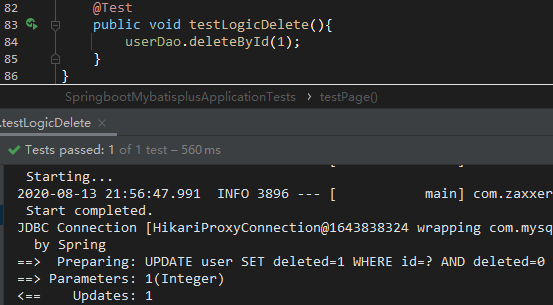 82 @Test
83 public void testLogicDelete(){
84 userDao.deleteById(1);
85 }
86 }
SpringbootMybatisplusApplicationTests › testPage()
.testLogicDelete ×
Tests passed: 1 of 1 test – 560 ms
Starting...
2020-08-13 21:56:47.991 INFO 3896 --- [ main] com.zaxxer
Start completed.
JDBC Connection [HikariProxyConnection@1643838324 wrapping com.mysq
by Spring
==> Preparing: UPDATE user SET deleted=1 WHERE id=? AND deleted=0
==> Parameters: 1(Integer)
<== Updates: 1